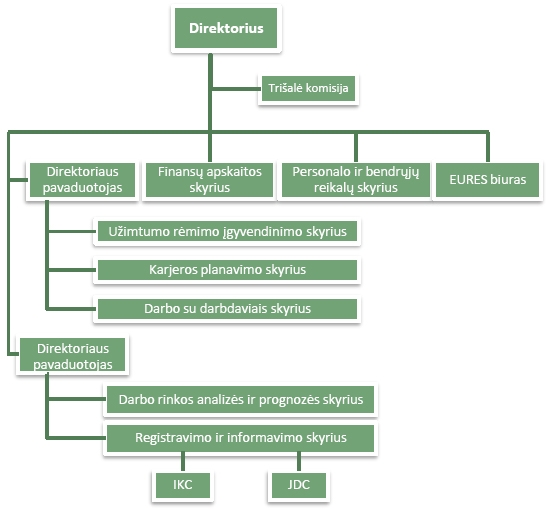 Direktorius
Trišalė komisija
Direktoriaus
pavaduotojas
Finansų apskaitos
skyrius
Personalo ir bendrųjų
reikalų skyrius
EURES biuras
Užimtumo rėmimo įgyvendinimo skyrius
Karjeros planavimo skyrius
Darbo su darbdaviais skyrius
Direktoriaus
pavaduotojas
Darbo rinkos analizės ir prognozės skyrius
Registravimo ir informavimo skyrius
IKC
JDC